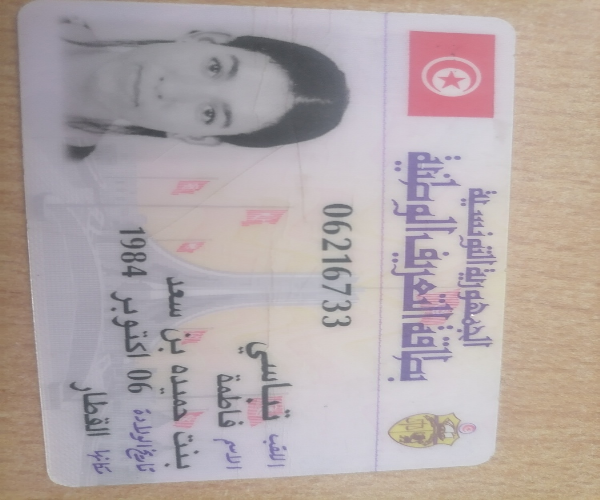 الجمهورية التونسية
بطاقة التعريف الوطنية
06216733
اللقب تباسي
الاسم فاطمة
بنت حميده بن سعد
تاريخ الولادة 06 اكتوبر 1984
مكانها القطار